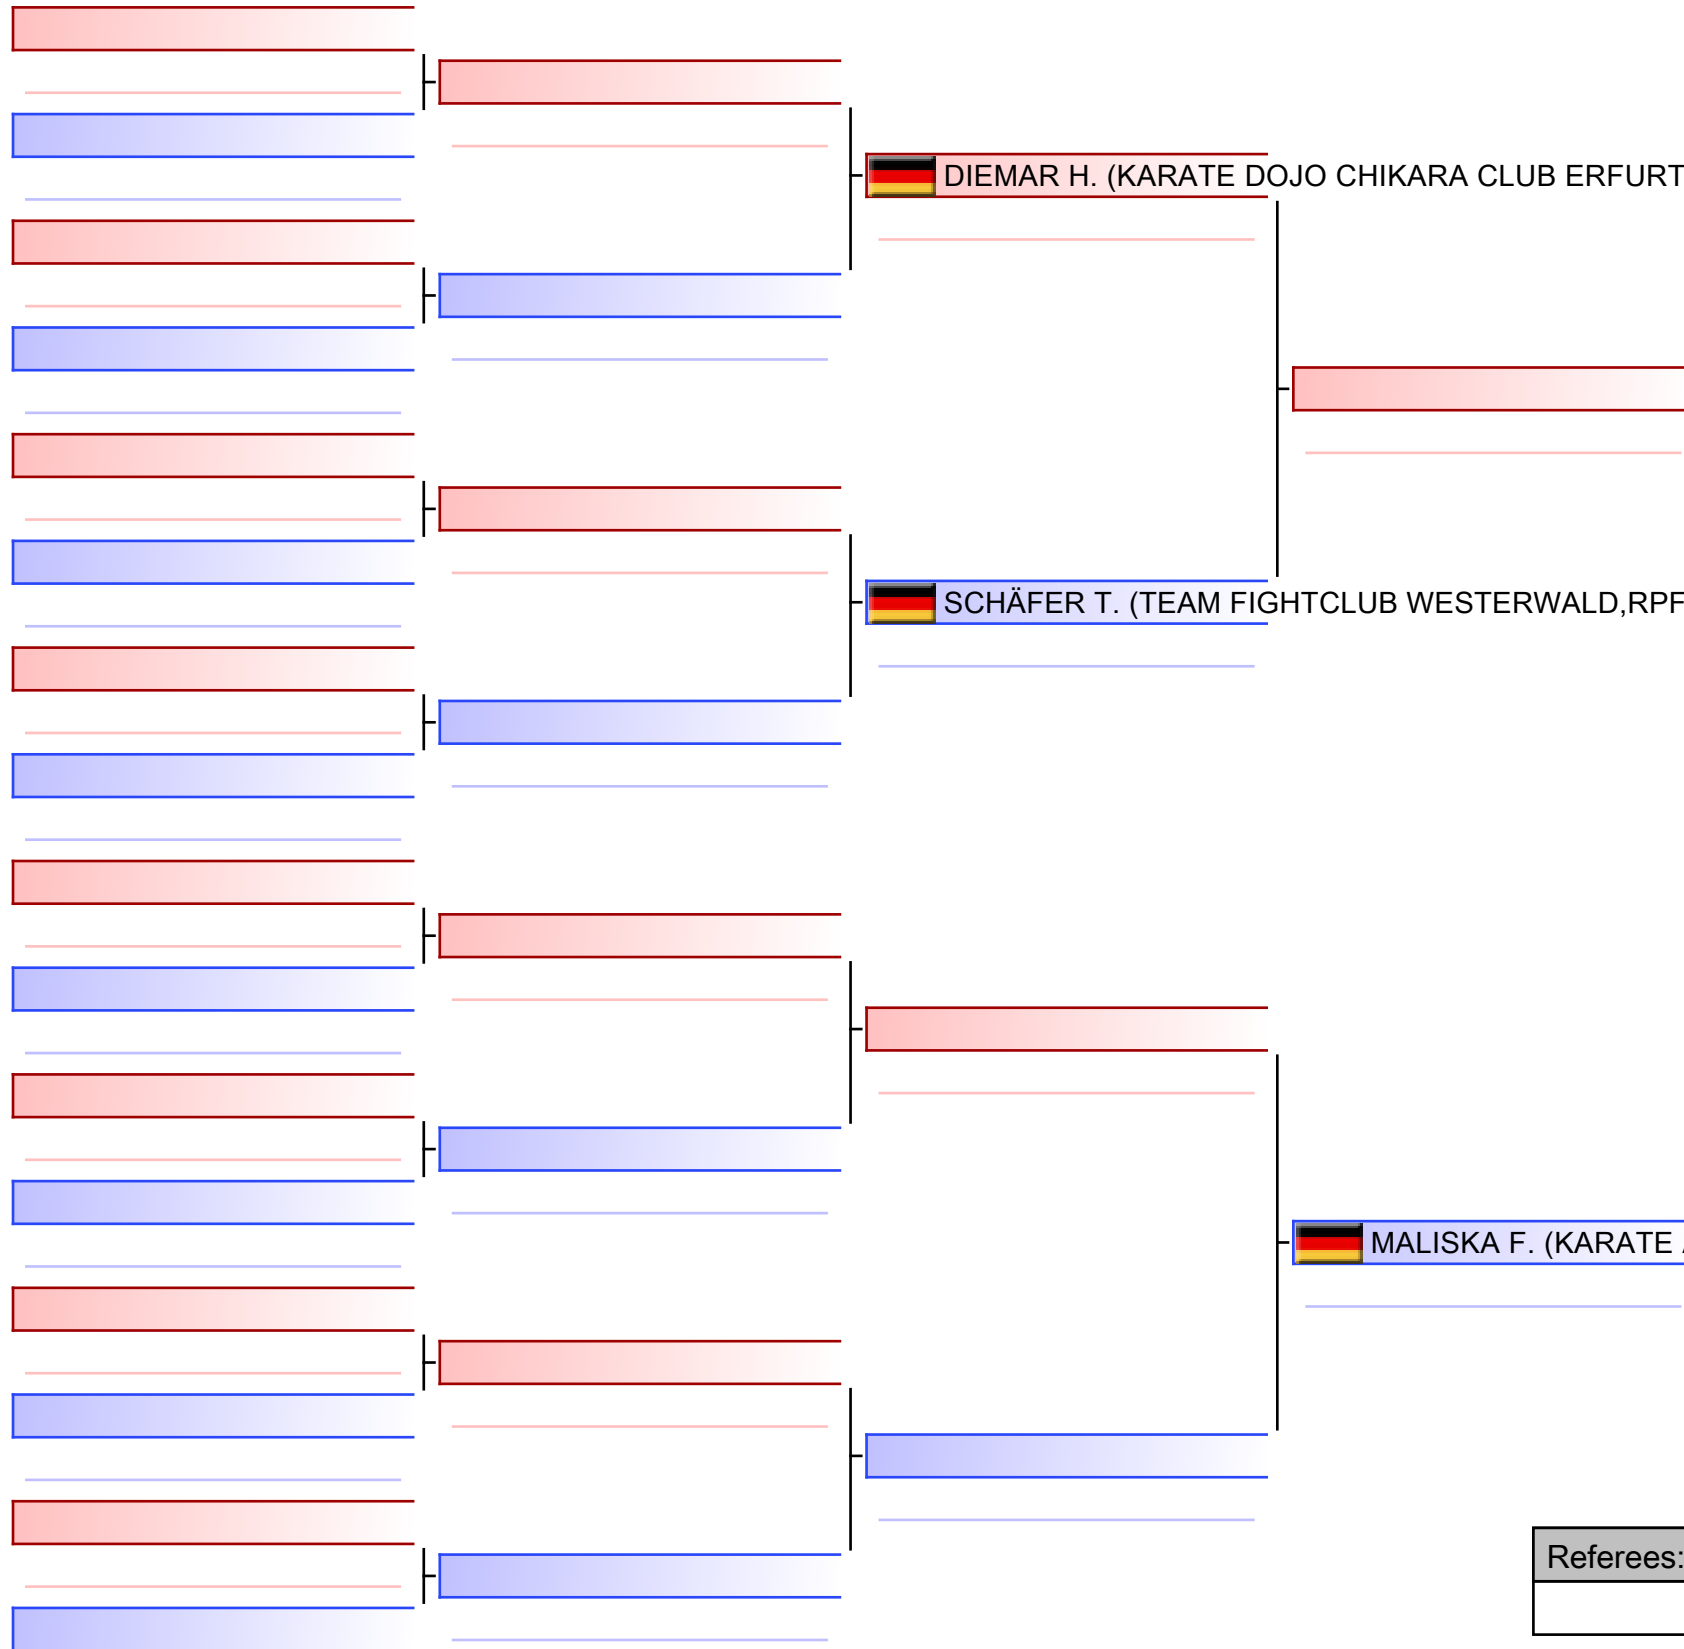 DIEMAR H. (KARATE DOJO CHIKARA CLUB ERFURT
SCHÄFER T. (TEAM FIGHTCLUB WESTERWALD,RPF
MALISKA F. (KARATE
Referees: